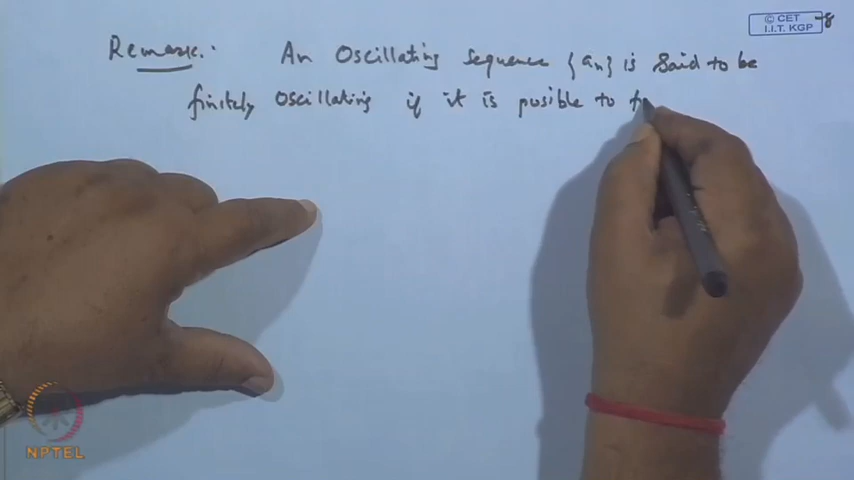 © CET
I.I.T. KGP
Remark: An Oscillating Sequence {an} is Said to be
finitely Oscillating if it is posible to
NPTEL